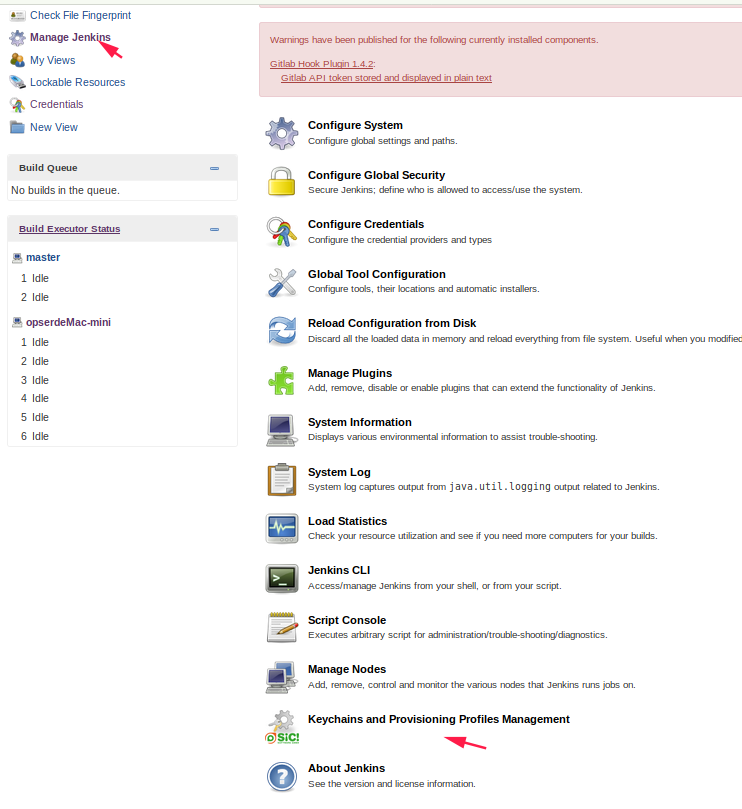 Check File Fingerprint
Manage Jenkins
My Views
Lockable Resources
Credentials
New View
Build Queue
No builds in the queue.
Build Executor Status
master
1 Idle
2 Idle
opserdeMac-mini
1 Idle
2 Idle
3 Idle
4 Idle
5 Idle
6 Idle
Warnings have been published for the following currently installed components.
Gitlab Hook Plugin 1.4.2:
Gitlab API token stored and displayed in plain text
Configure System
Configure global settings and paths.
Configure Global Security
Secure Jenkins; define who is allowed to access/use the system.
Configure Credentials
Configure the credential providers and types
Global Tool Configuration
Configure tools, their locations and automatic installers.
Reload Configuration from Disk
Discard all the loaded data in memory and reload everything from file system. Useful when you modified
Manage Plugins
Add, remove, disable or enable plugins that can extend the functionality of Jenkins.
System Information
Displays various environmental information to assist trouble-shooting.
System Log
System log captures output from java.util.logging output related to Jenkins.
Load Statistics
Check your resource utilization and see if you need more computers for your builds.
Jenkins CLI
Access/manage Jenkins from your shell, or from your script.
Script Console
Executes arbitrary script for administration/trouble-shooting/diagnostics.
Manage Nodes
Add, remove, control and monitor the various nodes that Jenkins runs jobs on.
SiC!
Keychains and Provisioning Profiles Management
About Jenkins
See the version and license information.